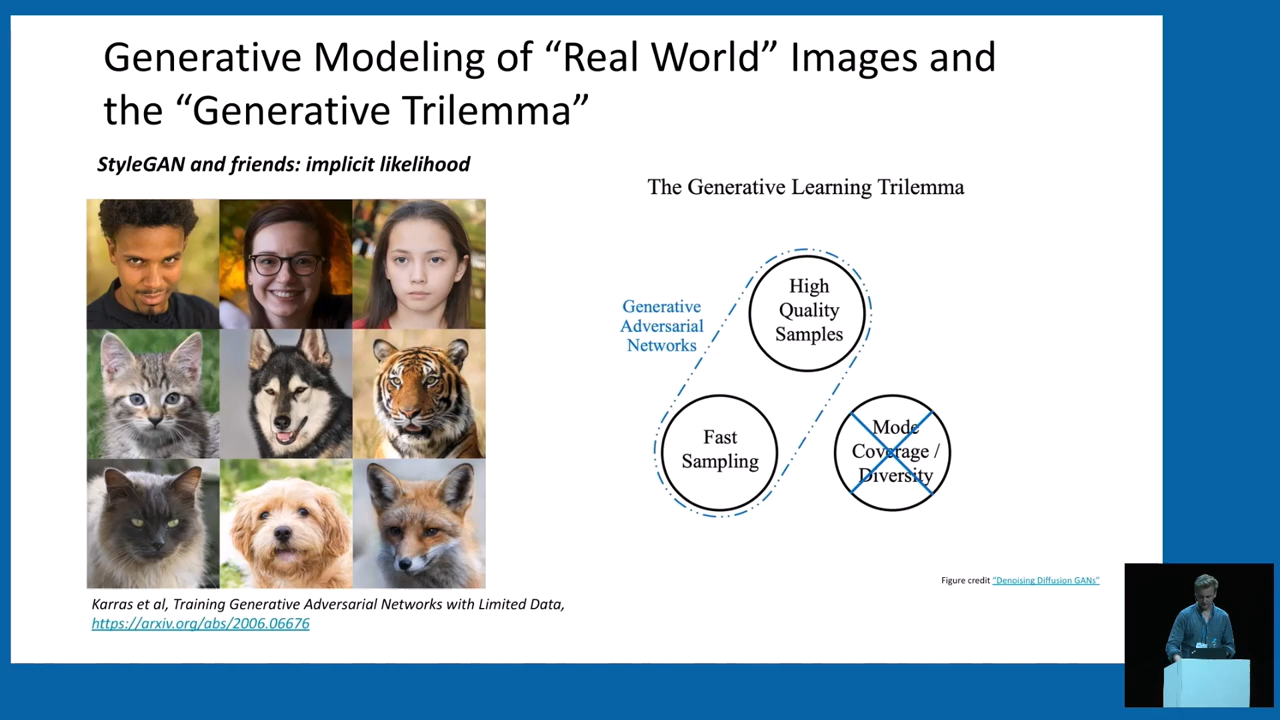 Generative Modeling of “Real World” Images and
the “Generative Trilemma”
StyleGAN and friends: implicit likelihood
The Generative Learning Trilemma
Generative
Adversarial
Networks
High
Quality
Samples
Fast
Sampling
Mode
Coverage /
Diversity
Figure credit “Denoising Diffusion GANs”
Karras et al, Training Generative Adversarial Networks with Limited Data,
https://arxiv.org/abs/2006.06676